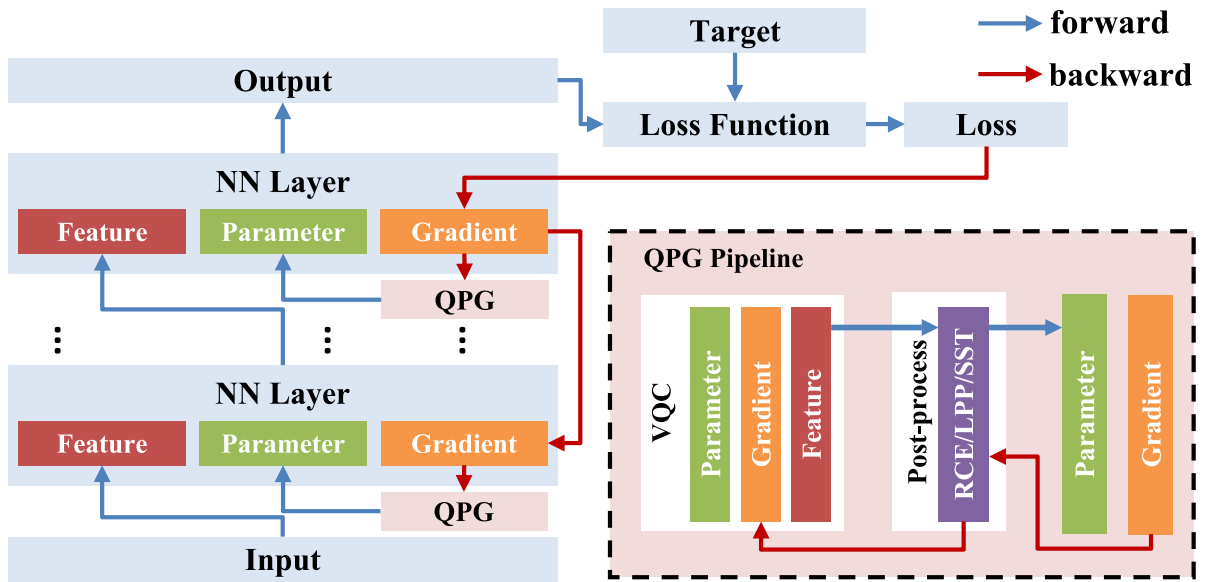 Target
forward
backward
Output
Loss Function
Loss
NN Layer
Feature
Parameter
Gradient
QPG
...
...
...
NN Layer
Feature
Parameter
Gradient
QPG
Input
QPG Pipeline
VQC
Parameter
Gradient
Feature
Post-process
RCE/LPP/SST
Parameter
Gradient